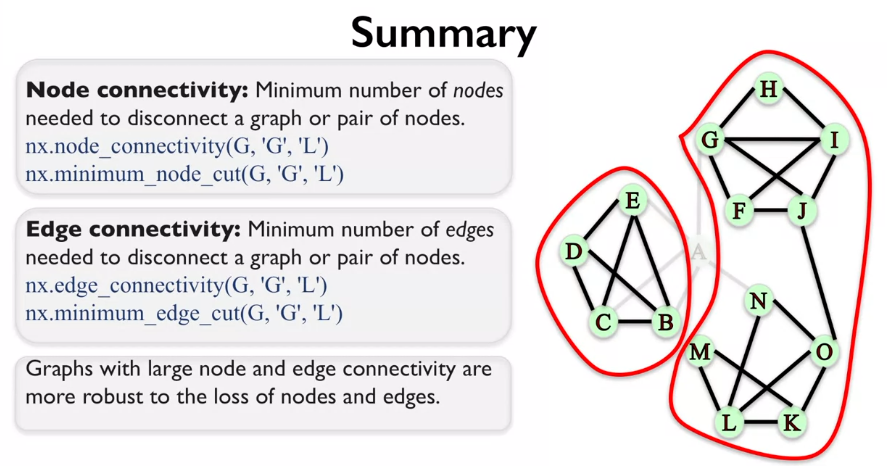 Summary
Node connectivity: Minimum number of nodes
needed to disconnect a graph or pair of nodes.
nx.node_connectivity(G, 'G', 'L')
nx.minimum_node_cut(G, 'G', 'L')
Edge connectivity: Minimum number of edges
needed to disconnect a graph or pair of nodes.
nx.edge_connectivity(G, 'G', 'L')
nx.minimum_edge_cut(G, 'G', 'L')
Graphs with large node and edge connectivity are
more robust to the loss of nodes and edges.
H
G I
E F J
D A
N
C B
M O
L K